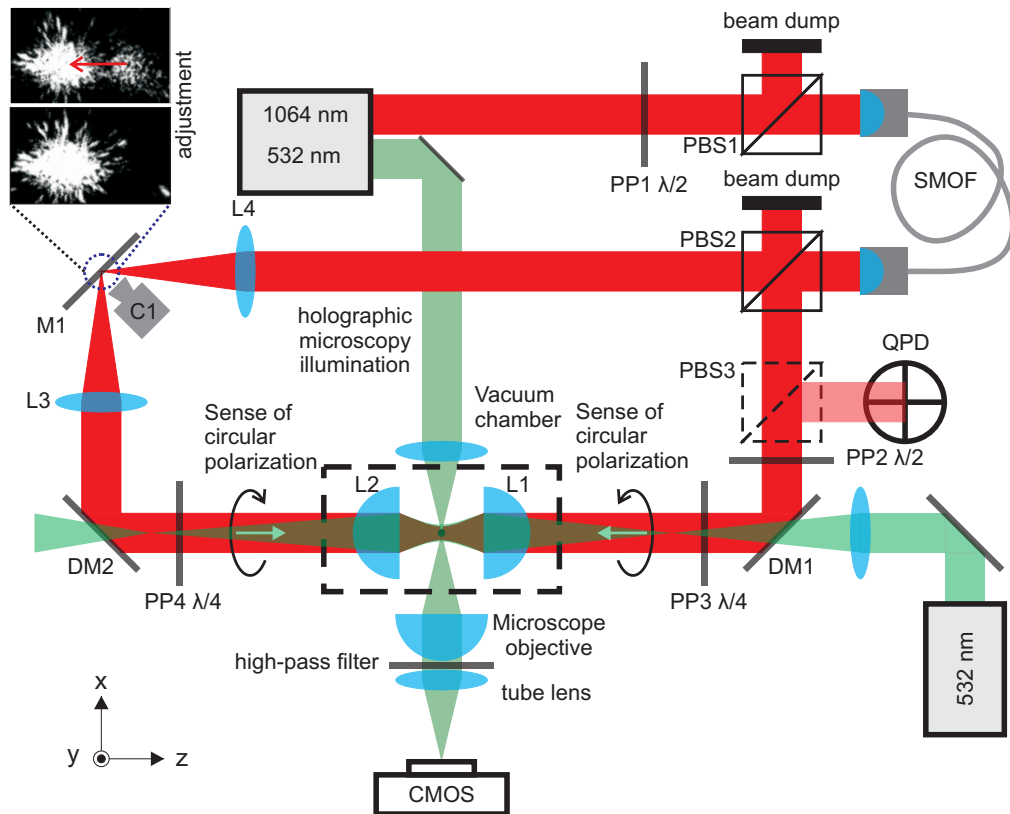 adjustment
beam dump
1064 nm
532 nm
PBS1
PP1 λ/2
SMOF
beam dump
L4
PBS2
M1
C1
holographic
microscopy
illumination
QPD
PBS3
L3
Vacuum
chamber
Sense of
circular
polarization
Sense of
circular
polarization
PP2 λ/2
L2
L1
DM2
DM1
PP4 λ/4
PP3 λ/4
Microscope
objective
high-pass filter
tube lens
532 nm
x
y
z
CMOS